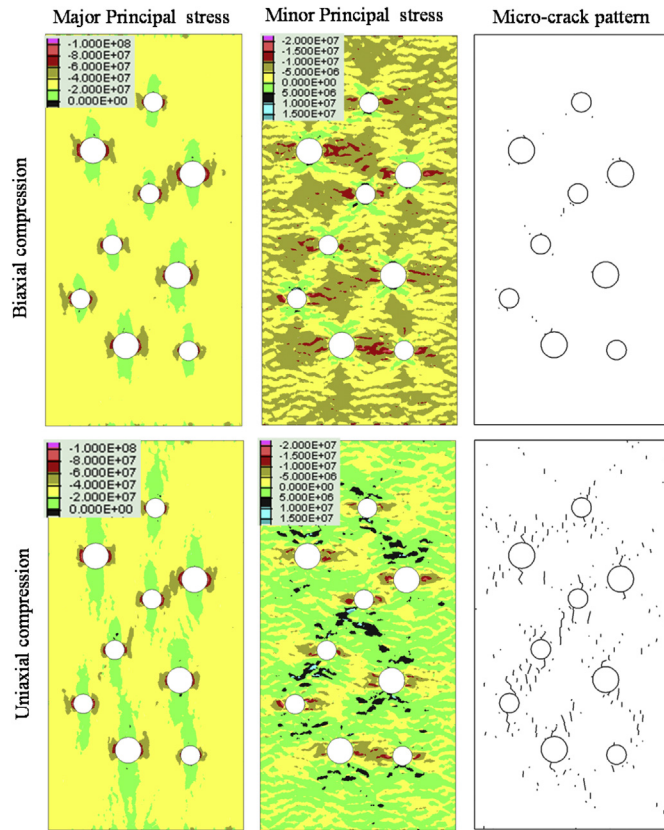 Major Principal stress
Minor Principal stress
Micro-crack pattern
Biaxial compression
-1.000E+08
-8.000E+07
-6.000E+07
-4.000E+07
-2.000E+07
0.000E+00
-2.000E+07
-1.500E+07
-1.000E+07
-5.000E+06
0.000E+00
5.000E+06
1.000E+07
1.500E+07
Uniaxial compression
-1.000E+08
-8.000E+07
-6.000E+07
-4.000E+07
-2.000E+07
0.000E+00
-2.000E+07
-1.500E+07
-1.000E+07
-5.000E+06
0.000E+00
5.000E+06
1.000E+07
1.500E+07